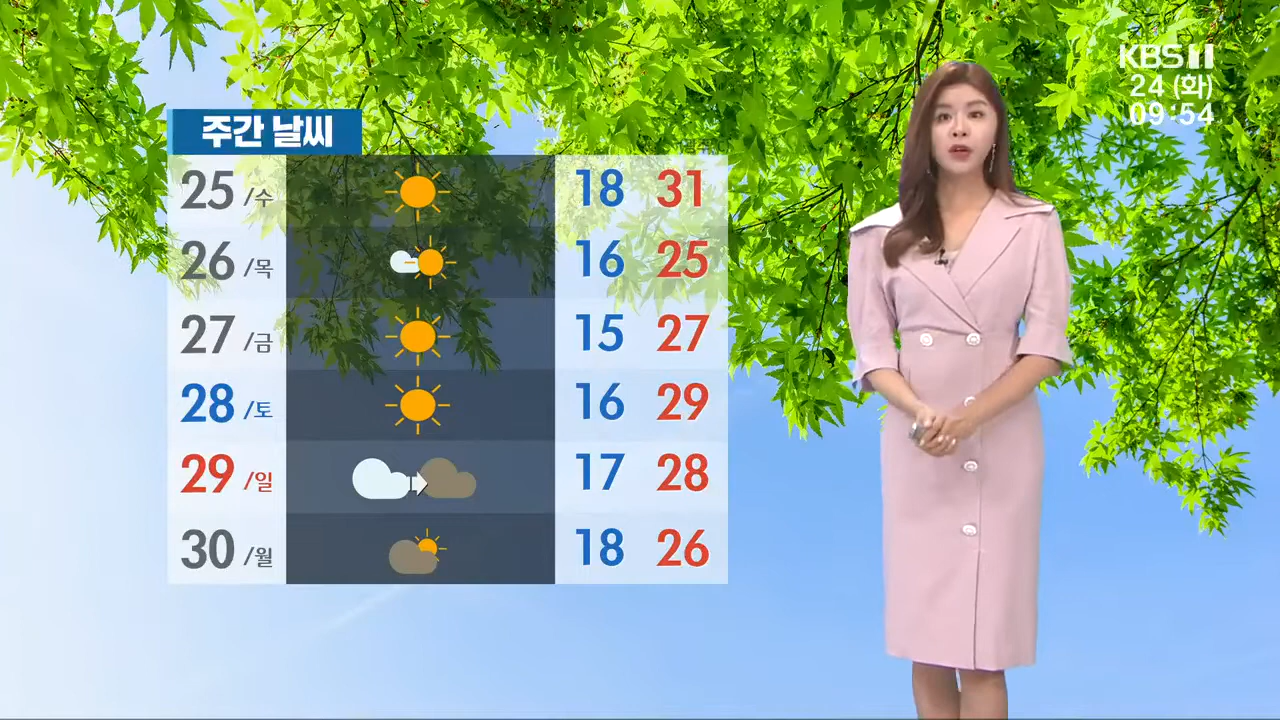 KBS 1
24 (화)
09:54
주간 날씨
25 /수 18 31
26 /목 16 25
27 /금 15 27
28 /토 16 29
29 /일 17 28
30 /월 18 26